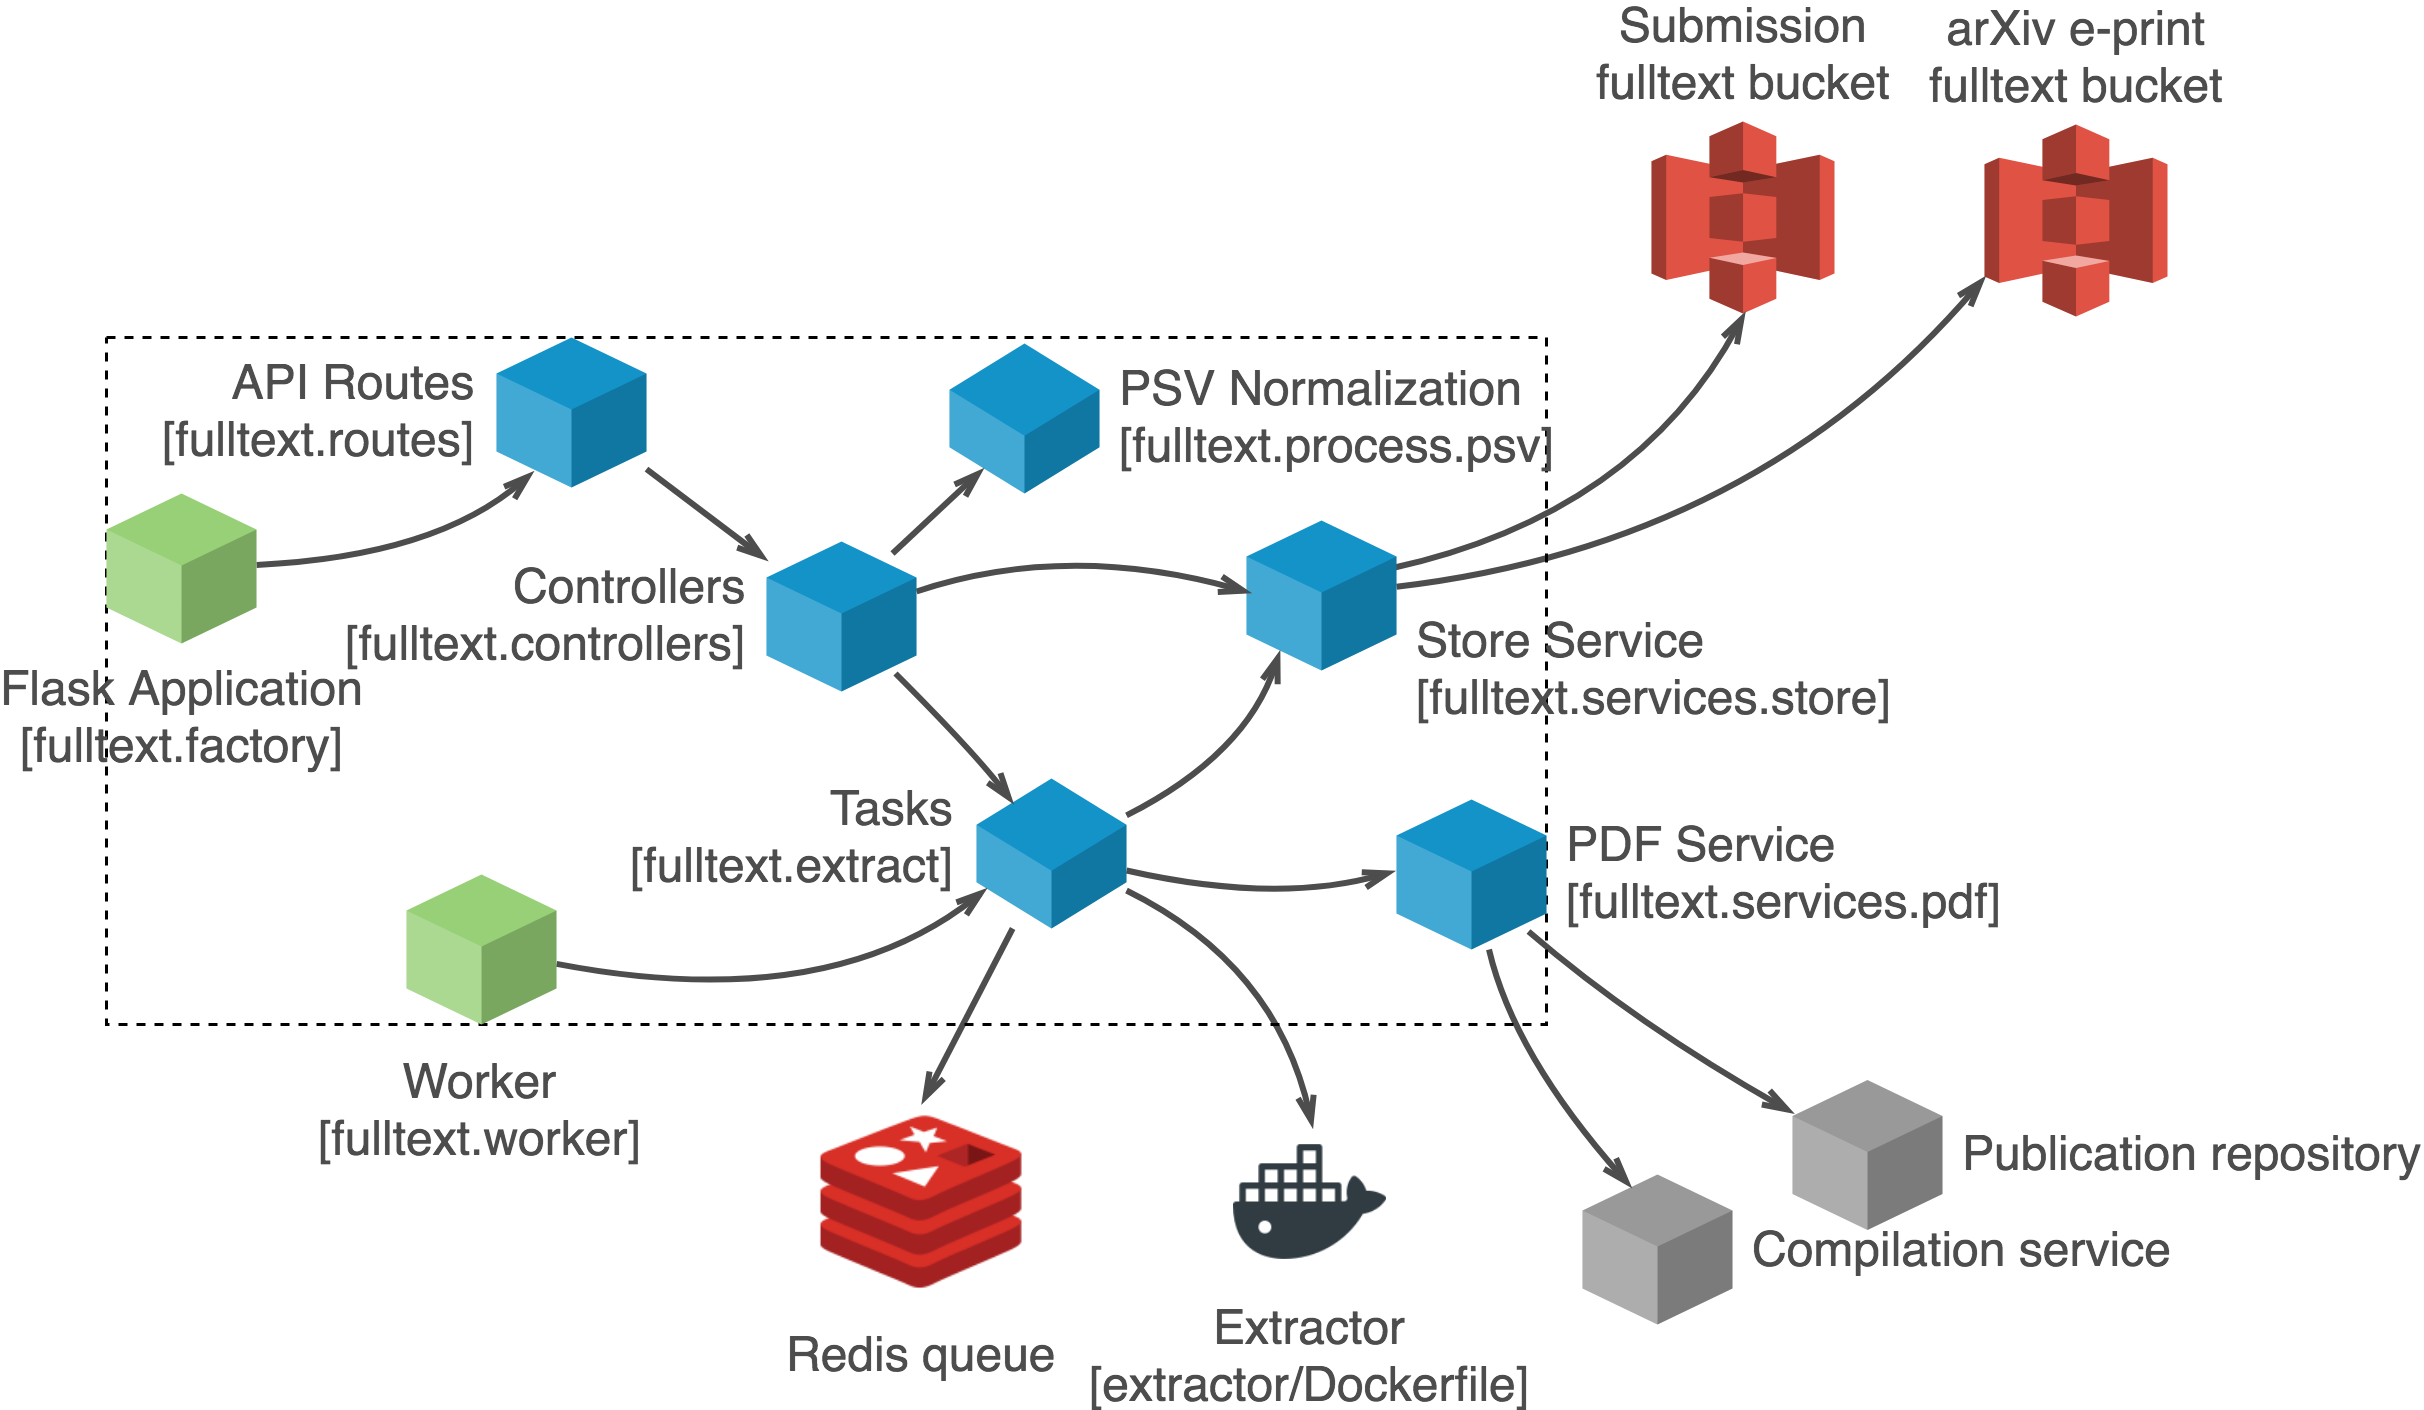 Submission
fulltext bucket
arXiv e-print
fulltext bucket
API Routes
[fulltext.routes]
PSV Normalization
[fulltext.process.psv]
Controllers
[fulltext.controllers]
Store Service
[fulltext.services.store]
Flask Application
[fulltext.factory]
Tasks
[fulltext.extract]
PDF Service
[fulltext.services.pdf]
Worker
[fulltext.worker]
Publication repository
Compilation service
Redis queue
Extractor
[extractor/Dockerfile]